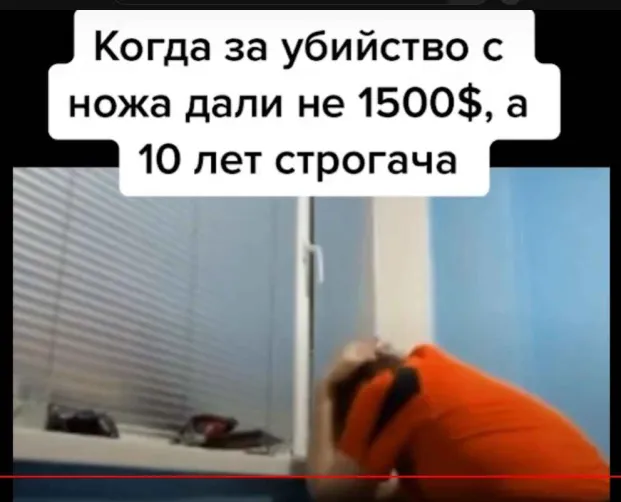 Когда за убийство с
ножа дали не 1500$, а
10 лет строгача